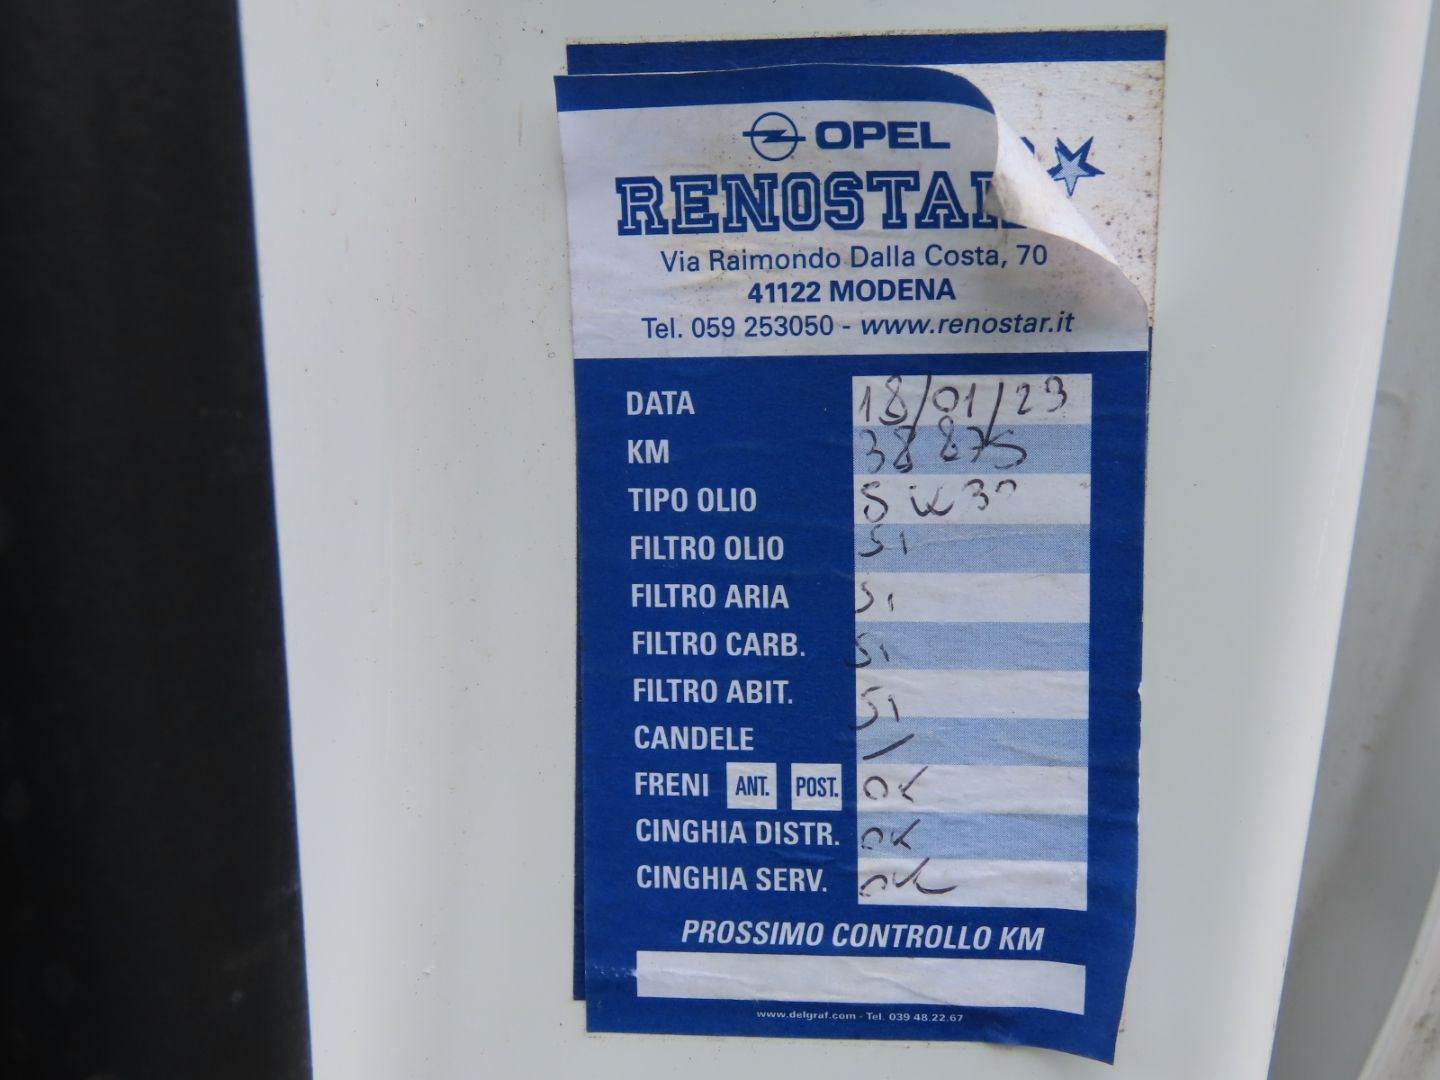 OPEL
RENOSTAR
Via Raimondo Dalla Costa, 70
41122 MODENA
Tel. 059 253050 - www.renostar.it
DATA 18/01/23
KM 38875
TIPO OLIO 5W30
FILTRO OLIO SI
FILTRO ARIA SI
FILTRO CARB. SI
FILTRO ABIT. SI
CANDELE /
FRENI ANT. POST. OK
CINGHIA DISTR. OK
CINGHIA SERV. OK
PROSSIMO CONTROLLO KM
www.delgraf.com - Tel. 039 48.22.67